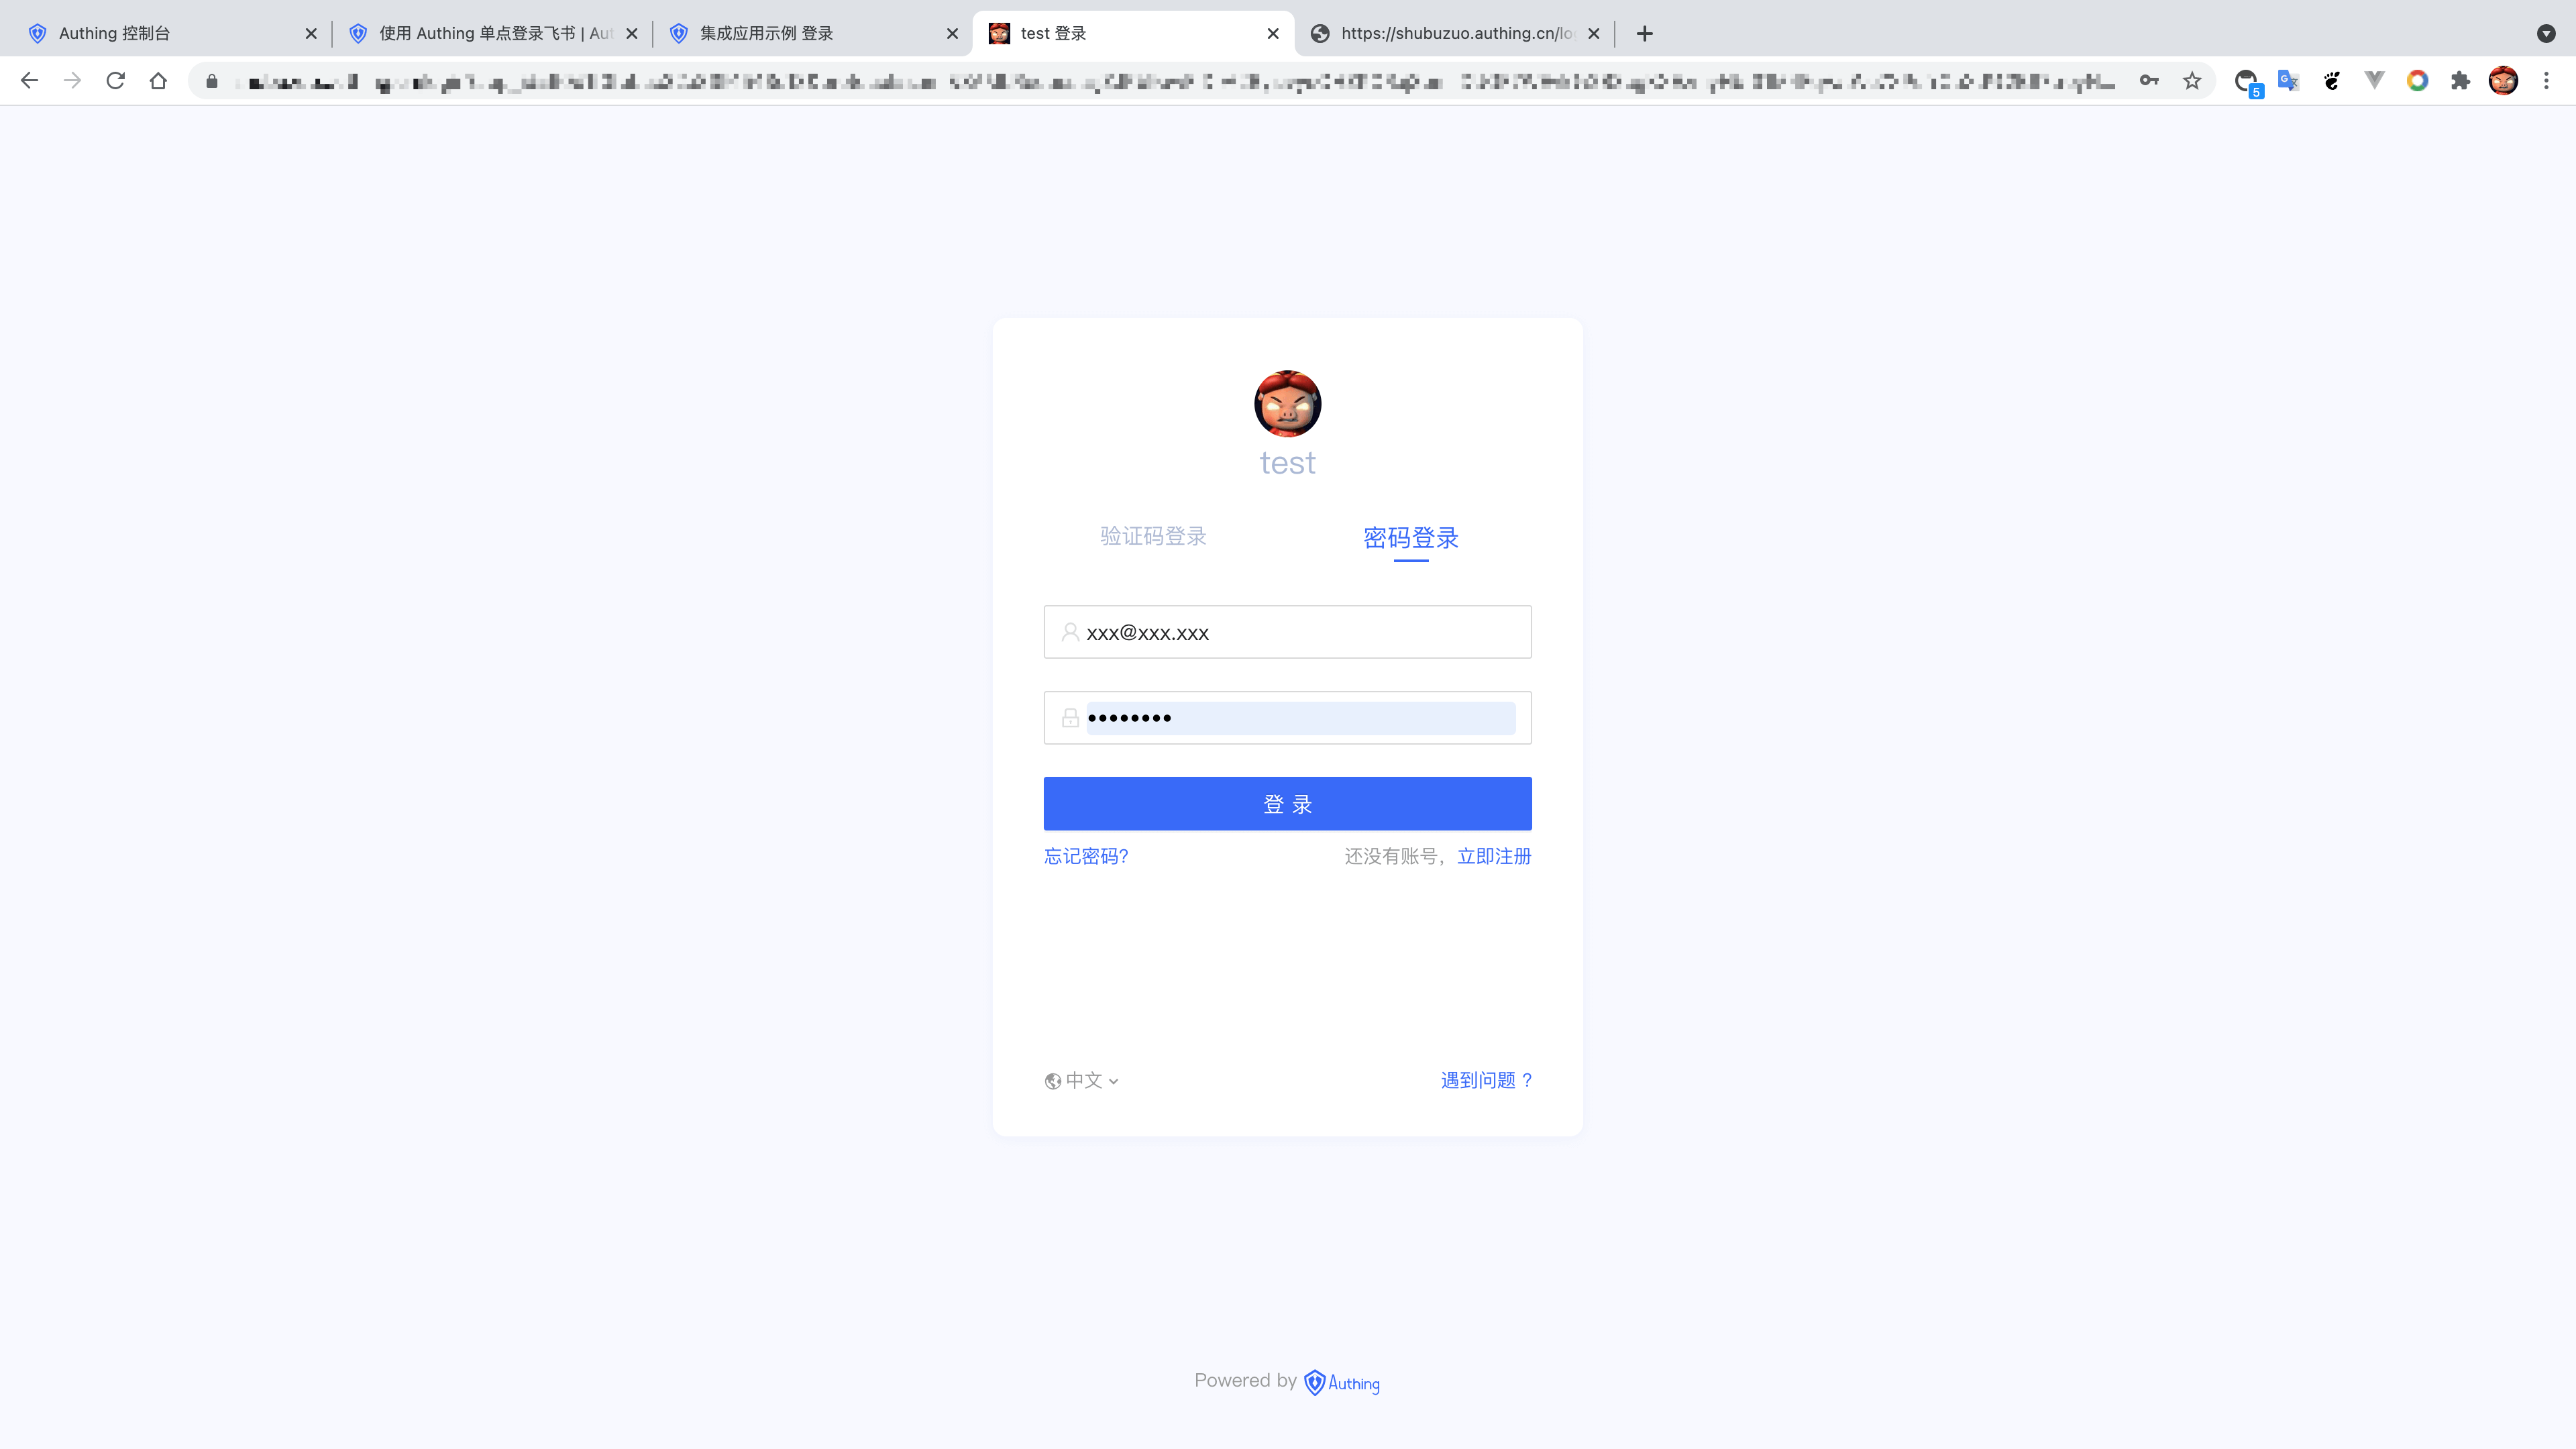 Authing 控制台
使用 Authing 单点登录飞书 | Aut
集成应用示例 登录
test 登录
https://shubuzuo.authing.cn/lo
5
test
验证码登录
密码登录
xxx@xxx.xxx
登 录
忘记密码?
还没有账号，立即注册
中文
遇到问题 ?
Powered by Authing